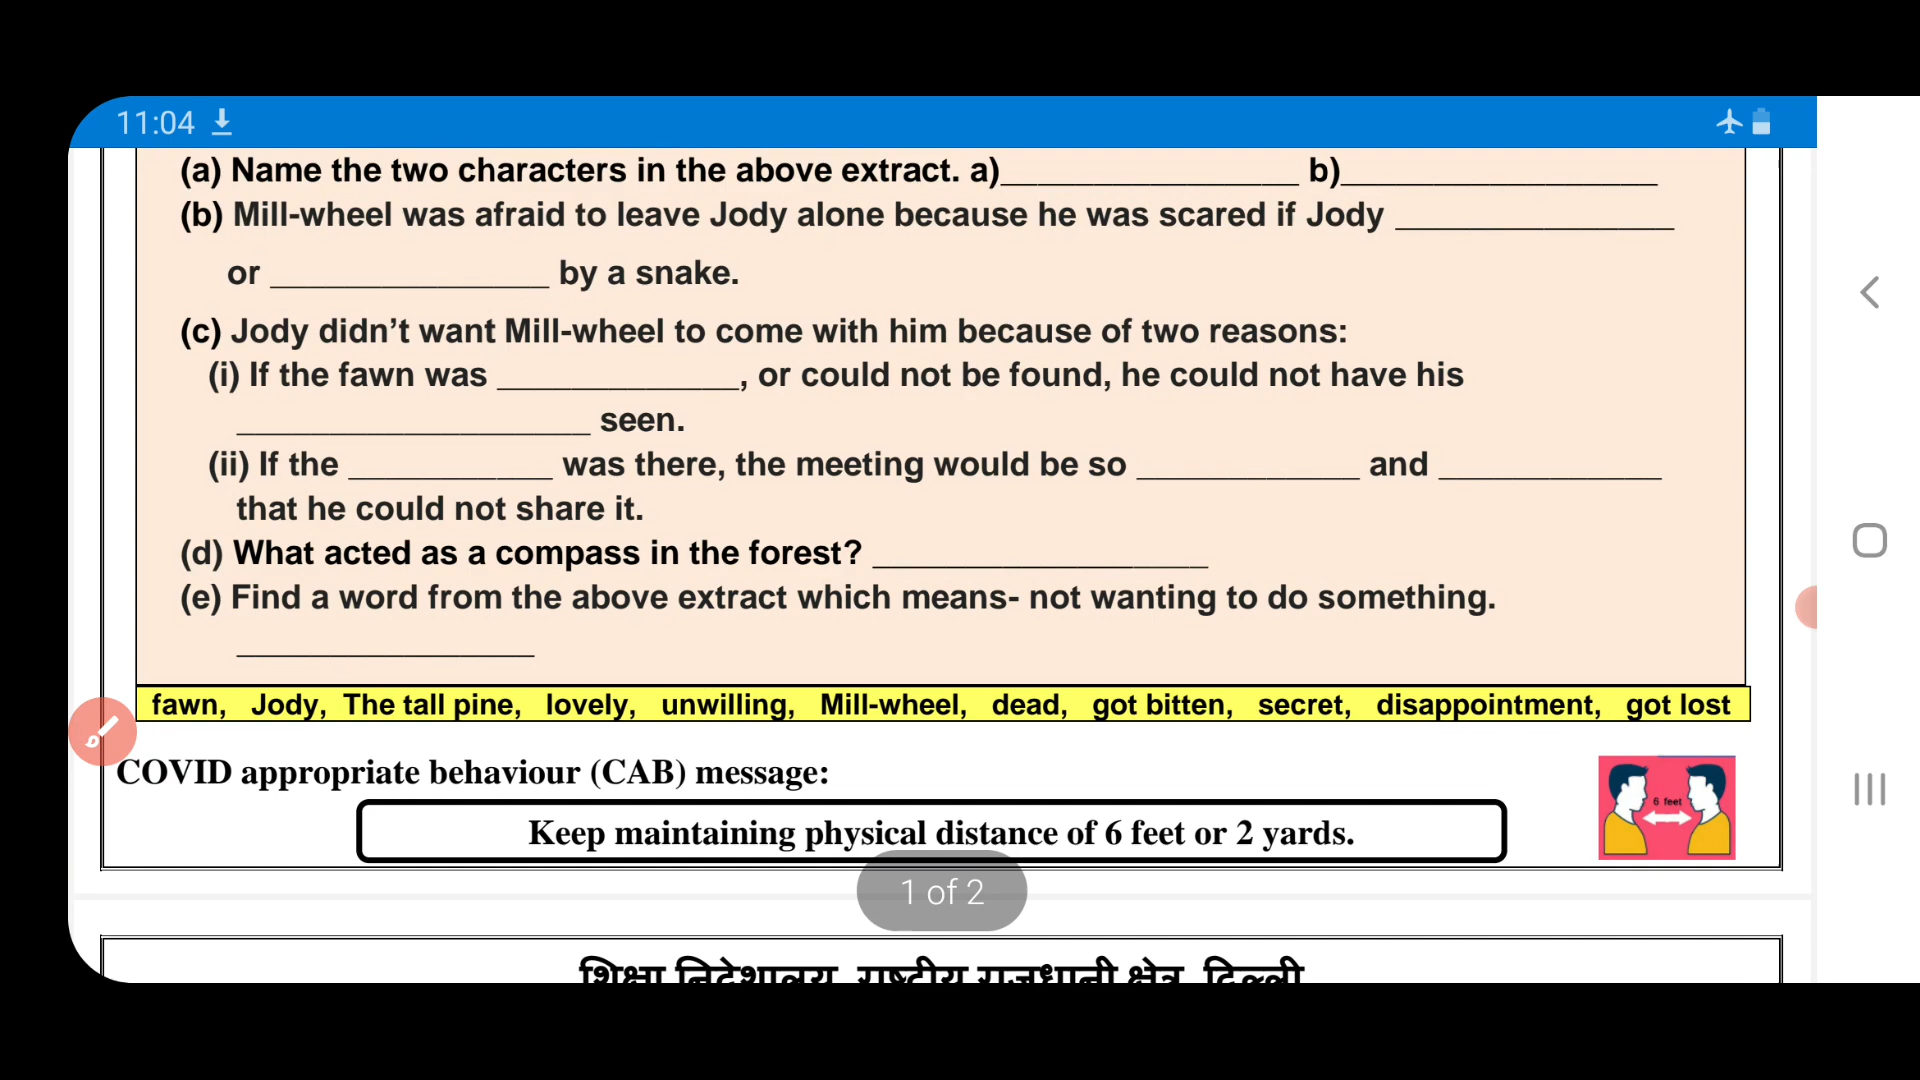 11:04
(a) Name the two characters in the above extract. a)________________ b)_________________
(b) Mill-wheel was afraid to leave Jody alone because he was scared if Jody _______________
or _______________ by a snake.
(c) Jody didn’t want Mill-wheel to come with him because of two reasons:
(i) If the fawn was _____________, or could not be found, he could not have his
___________________ seen.
(ii) If the ___________ was there, the meeting would be so ____________ and ____________
that he could not share it.
(d) What acted as a compass in the forest? __________________
(e) Find a word from the above extract which means- not wanting to do something.
________________
fawn, Jody, The tall pine, lovely, unwilling, Mill-wheel, dead, got bitten, secret, disappointment, got lost
COVID appropriate behaviour (CAB) message:
6 feet
Keep maintaining physical distance of 6 feet or 2 yards.
1 of 2
शिक्षा निदेशालय, राष्ट्रीय राजधानी क्षेत्र, दिल्ली